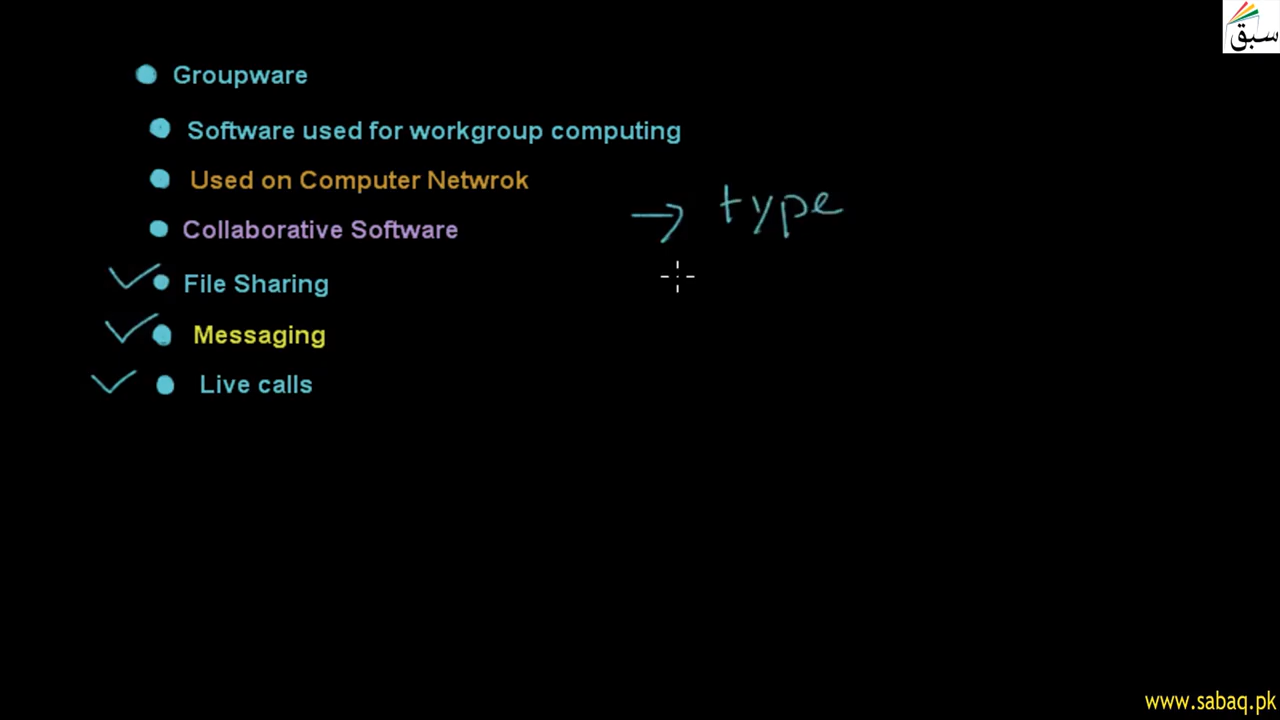 سبق
Groupware
Software used for workgroup computing
Used on Computer Netwrok
Collaborative Software
→ type
File Sharing
Messaging
Live calls
www.sabaq.pk